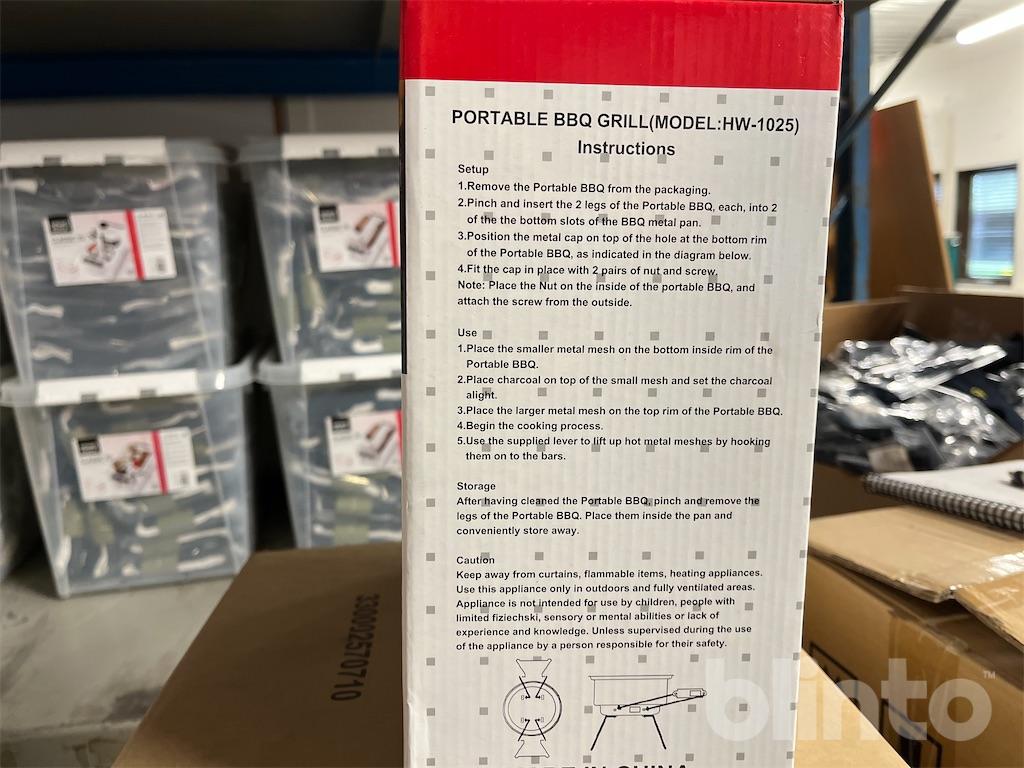 PORTABLE BBQ GRILL(MODEL:HW-1025)
Instructions
Setup
1.Remove the Portable BBQ from the packaging.
2.Pinch and insert the 2 legs of the Portable BBQ, each, into 2
of the the bottom slots of the BBQ metal pan.
3.Position the metal cap on top of the hole at the bottom rim
of the Portable BBQ, as indicated in the diagram below.
4.Fit the cap in place with 2 pairs of nut and screw.
Note: Place the Nut on the inside of the portable BBQ, and
attach the screw from the outside.
Use
1.Place the smaller metal mesh on the bottom inside rim of the
Portable BBQ.
2.Place charcoal on top of the small mesh and set the charcoal
alight.
3.Place the larger metal mesh on the top rim of the Portable BBQ.
4.Begin the cooking process.
5.Use the supplied lever to lift up hot metal meshes by hooking
them on to the bars.
Storage
After having cleaned the Portable BBQ, pinch and remove the
legs of the Portable BBQ. Place them inside the pan and
conveniently store away.
Caution
Keep away from curtains, flammable items, heating appliances.
Use this appliance only in outdoors and fully ventilated areas.
Appliance is not intended for use by children, people with
limited fiziechski, sensory or mental abilities or lack of
experience and knowledge. Unless supervised during the use
of the appliance by a person responsible for their safety.
MADE IN CHINA
330002570710
blinto™